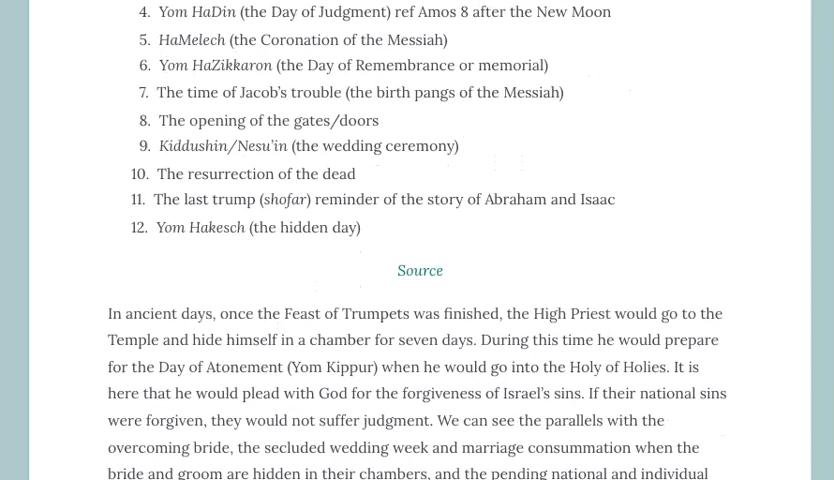 4. Yom HaDin (the Day of Judgment) ref Amos 8 after the New Moon
5. HaMelech (the Coronation of the Messiah)
6. Yom HaZikkaron (the Day of Remembrance or memorial)
7. The time of Jacob’s trouble (the birth pangs of the Messiah)
8. The opening of the gates/doors
9. Kiddushin/Nesu’in (the wedding ceremony)
10. The resurrection of the dead
11. The last trump (shofar) reminder of the story of Abraham and Isaac
12. Yom Hakesch (the hidden day)
Source
In ancient days, once the Feast of Trumpets was finished, the High Priest would go to the
Temple and hide himself in a chamber for seven days. During this time he would prepare
for the Day of Atonement (Yom Kippur) when he would go into the Holy of Holies. It is
here that he would plead with God for the forgiveness of Israel’s sins. If their national sins
were forgiven, they would not suffer judgment. We can see the parallels with the
overcoming bride, the secluded wedding week and marriage consummation when the
bride and groom are hidden in their chambers, and the pending national and individual